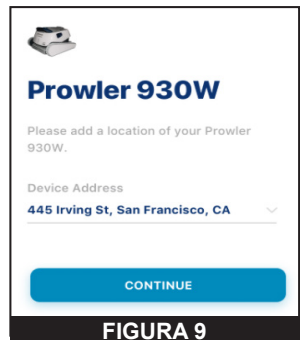 Prowler 930W
Please add a location of your Prowler
930W.
Device Address
445 Irving St, San Francisco, CA
CONTINUE
FIGURA 9